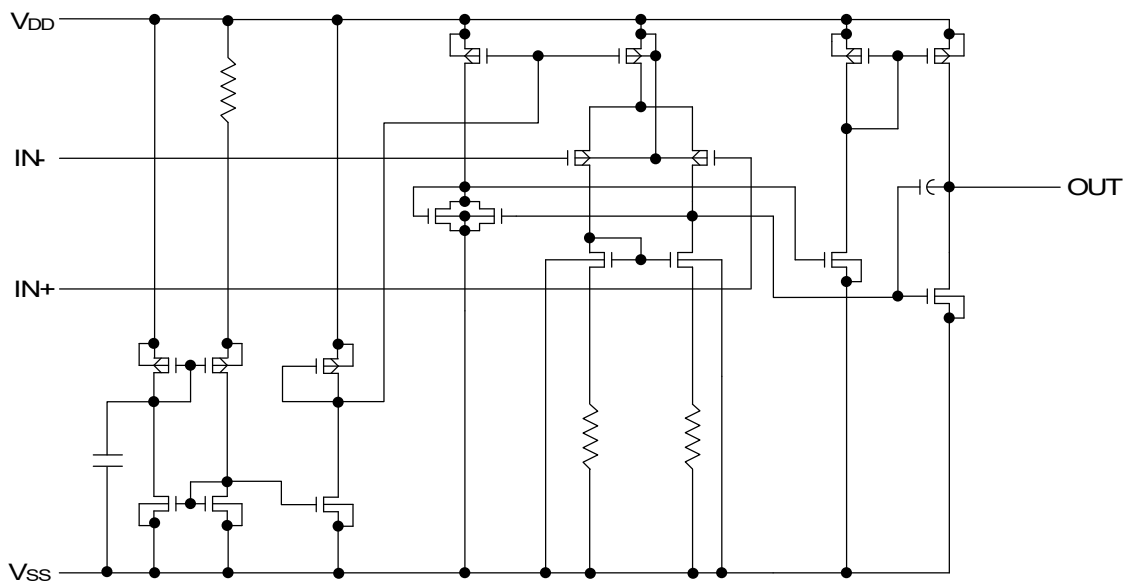 VDD
IN-
OUT
IN+
VSS